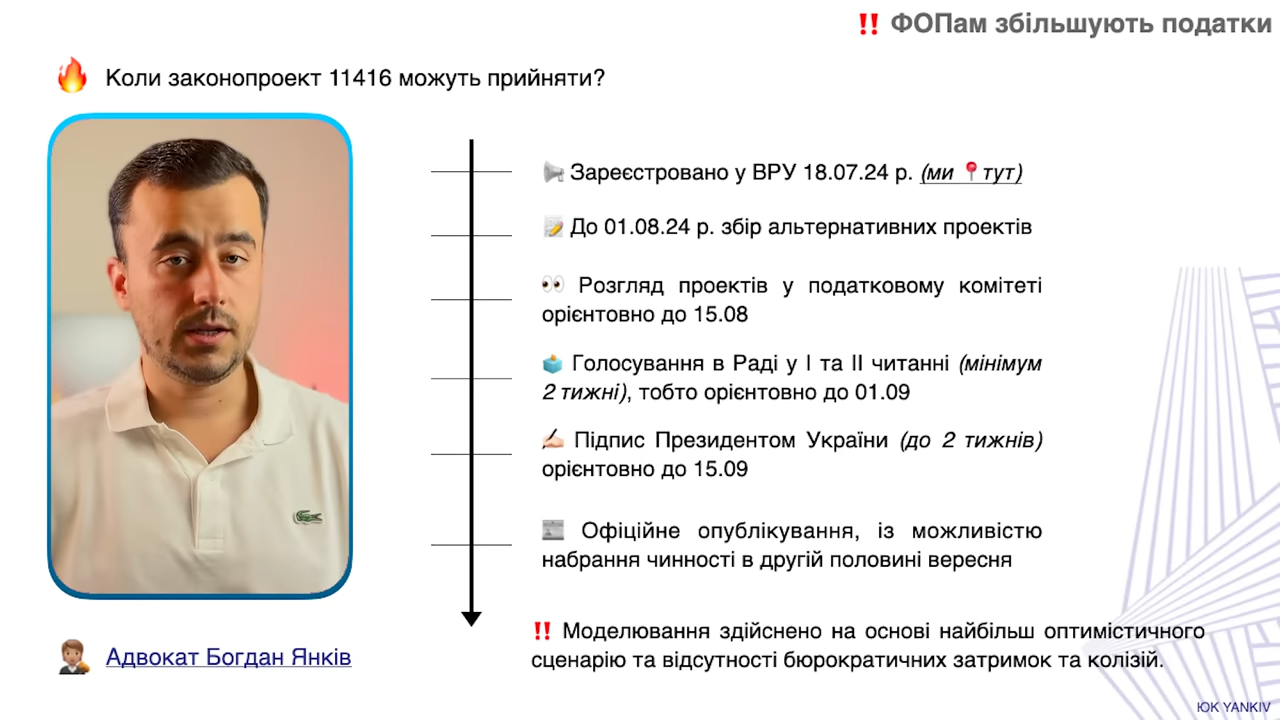 ‼️ ФОПам збільшують податки
🔥 Коли законопроект 11416 можуть прийняти?
📢 Зареєстровано у ВРУ 18.07.24 р. (ми 📍тут)
📝 До 01.08.24 р. збір альтернативних проектів
👀 Розгляд проектів у податковому комітеті
орієнтовно до 15.08
🗳️ Голосування в Раді у І та ІІ читанні (мінімум
2 тижні), тобто орієнтовно до 01.09
✍🏻 Підпис Президентом України (до 2 тижнів)
орієнтовно до 15.09
📰 Офіційне опублікування, із можливістю
набрання чинності в другій половині вересня
‼️ Моделювання здійснено на основі найбільш оптимістичного
сценарію та відсутності бюрократичних затримок та колізій.
Адвокат Богдан Янків
ЮК YANKIV